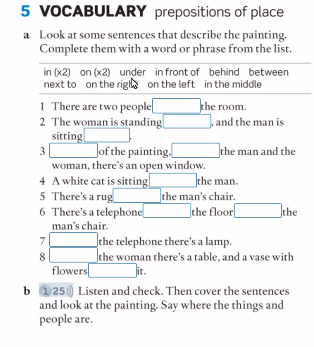 5 VOCABULARY prepositions of place
a Look at some sentences that describe the painting.
Complete them with a word or phrase from the list.
in (x2) on (x2) under in front of behind between
next to on the right on the left in the middle
1 There are two people the room.
2 The woman is standing , and the man is
sitting .
3 of the painting, the man and the
woman, there's an open window.
4 A white cat is sitting the man.
5 There's a rug the man's chair.
6 There's a telephone the floor the
man's chair.
7 the telephone there's a lamp.
8 the woman there's a table, and a vase with
flowers it.
b 1 25)) Listen and check. Then cover the sentences
and look at the painting. Say where the things and
people are.